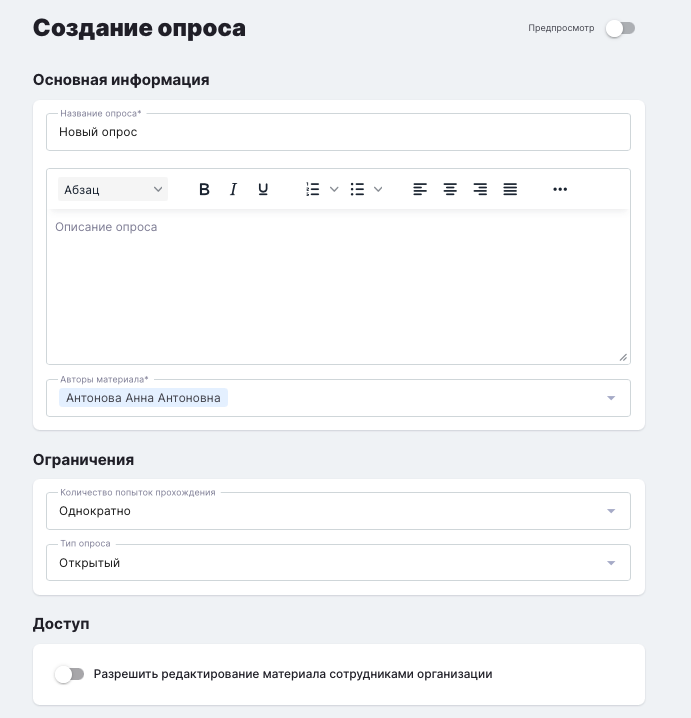 Создание опроса
Предпросмотр
Основная информация
Название опроса*
Новый опрос
Абзац B I U
Описание опроса
Авторы материала*
Антонова Анна Антоновна
Ограничения
Количество попыток прохождения
Однократно
Тип опроса
Открытый
Доступ
Разрешить редактирование материала сотрудниками организации